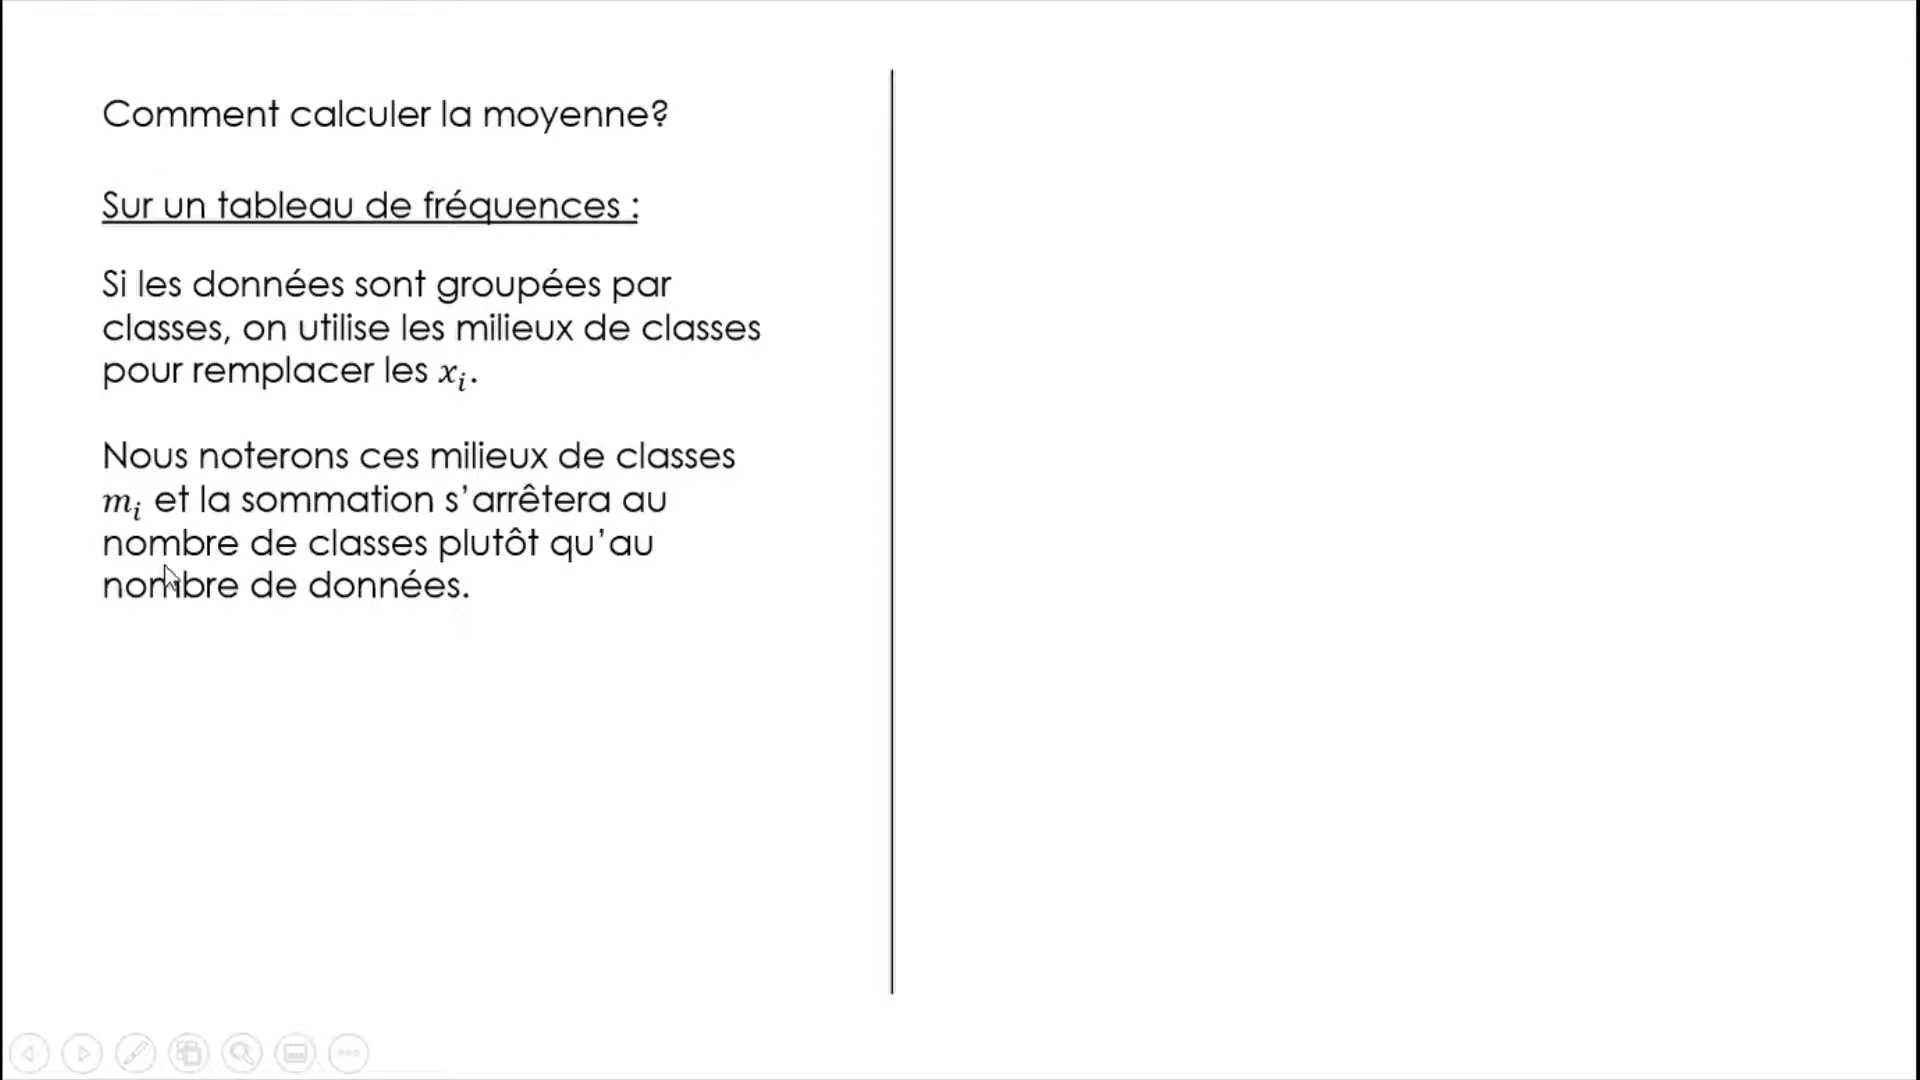 Comment calculer la moyenne?
Sur un tableau de fréquences :
Si les données sont groupées par
classes, on utilise les milieux de classes
pour remplacer les xᵢ.
Nous noterons ces milieux de classes
mᵢ et la sommation s’arrêtera au
nombre de classes plutôt qu’au
nombre de données.